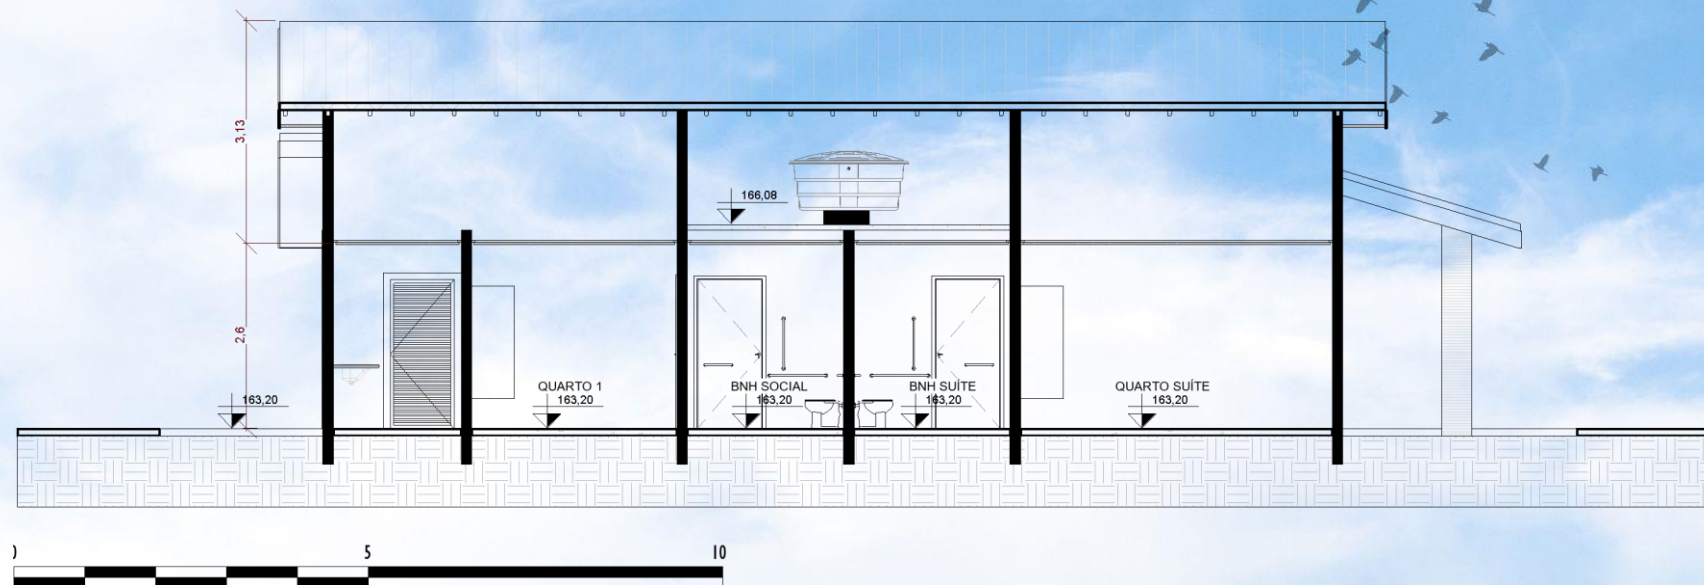 3,13
166,08
2,6
163,20
QUARTO 1
163,20
BNH SOCIAL
163,20
BNH SUÍTE
163,20
QUARTO SUÍTE
163,20
0 5 10